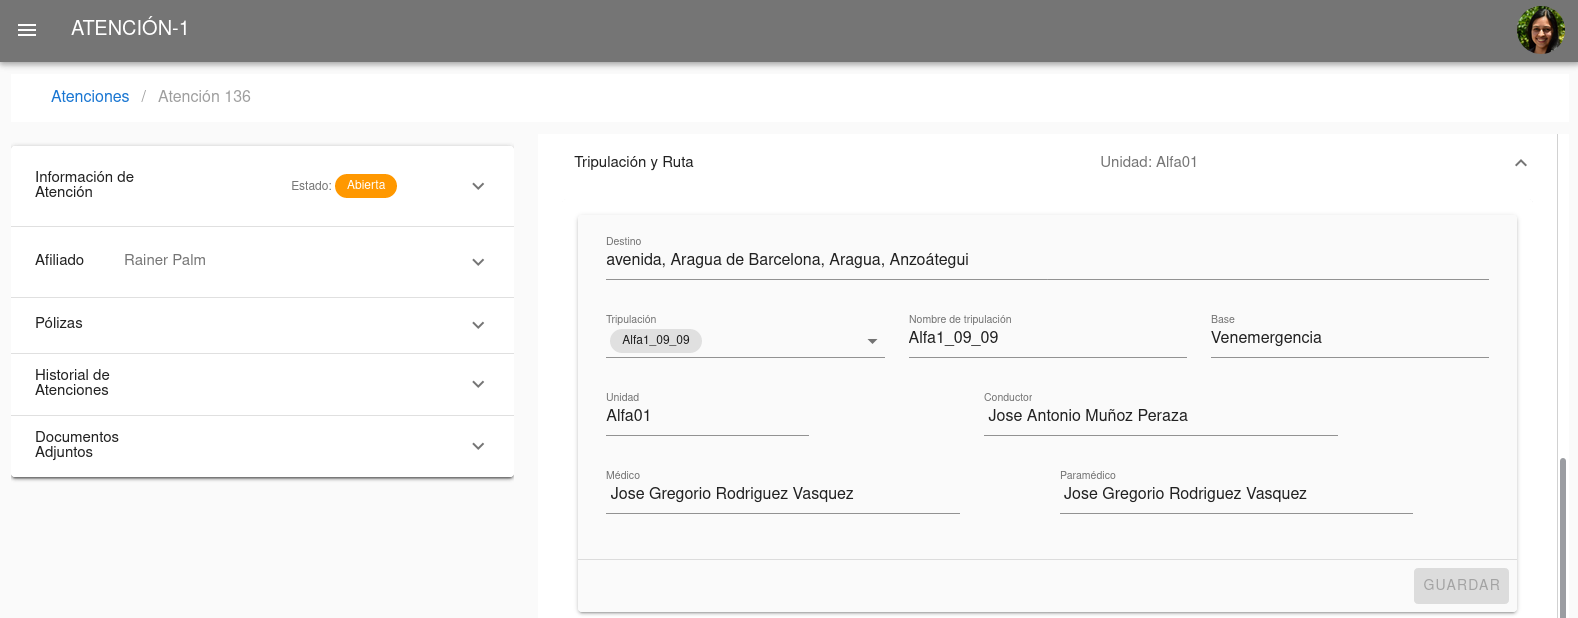 ATENCIÓN-1
Atenciones / Atención 136
Información de
Atención
Estado: Abierta
Afiliado Rainer Palm
Pólizas
Historial de
Atenciones
Documentos
Adjuntos
Tripulación y Ruta Unidad: Alfa01
Destino
avenida, Aragua de Barcelona, Aragua, Anzoátegui
Tripulación Nombre de tripulación Base
Alfa1_09_09 Alfa1_09_09 Venemergencia
Unidad Conductor
Alfa01 Jose Antonio Muñoz Peraza
Médico Paramédico
Jose Gregorio Rodriguez Vasquez Jose Gregorio Rodriguez Vasquez
GUARDAR